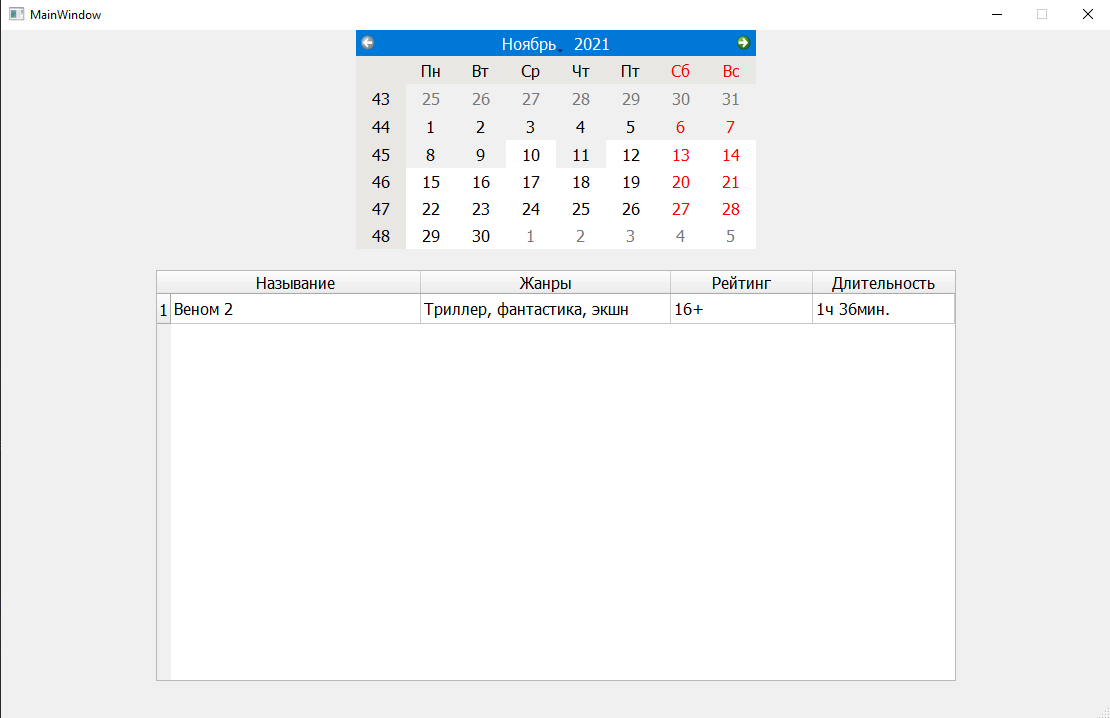 MainWindow
Ноябрь 2021
Пн Вт Ср Чт Пт Сб Вс
43 25 26 27 28 29 30 31
44 1 2 3 4 5 6 7
45 8 9 10 11 12 13 14
46 15 16 17 18 19 20 21
47 22 23 24 25 26 27 28
48 29 30 1 2 3 4 5
Називание Жанры Рейтинг Длительность
1 Веном 2 Триллер, фантастика, экшн 16+ 1ч 36мин.